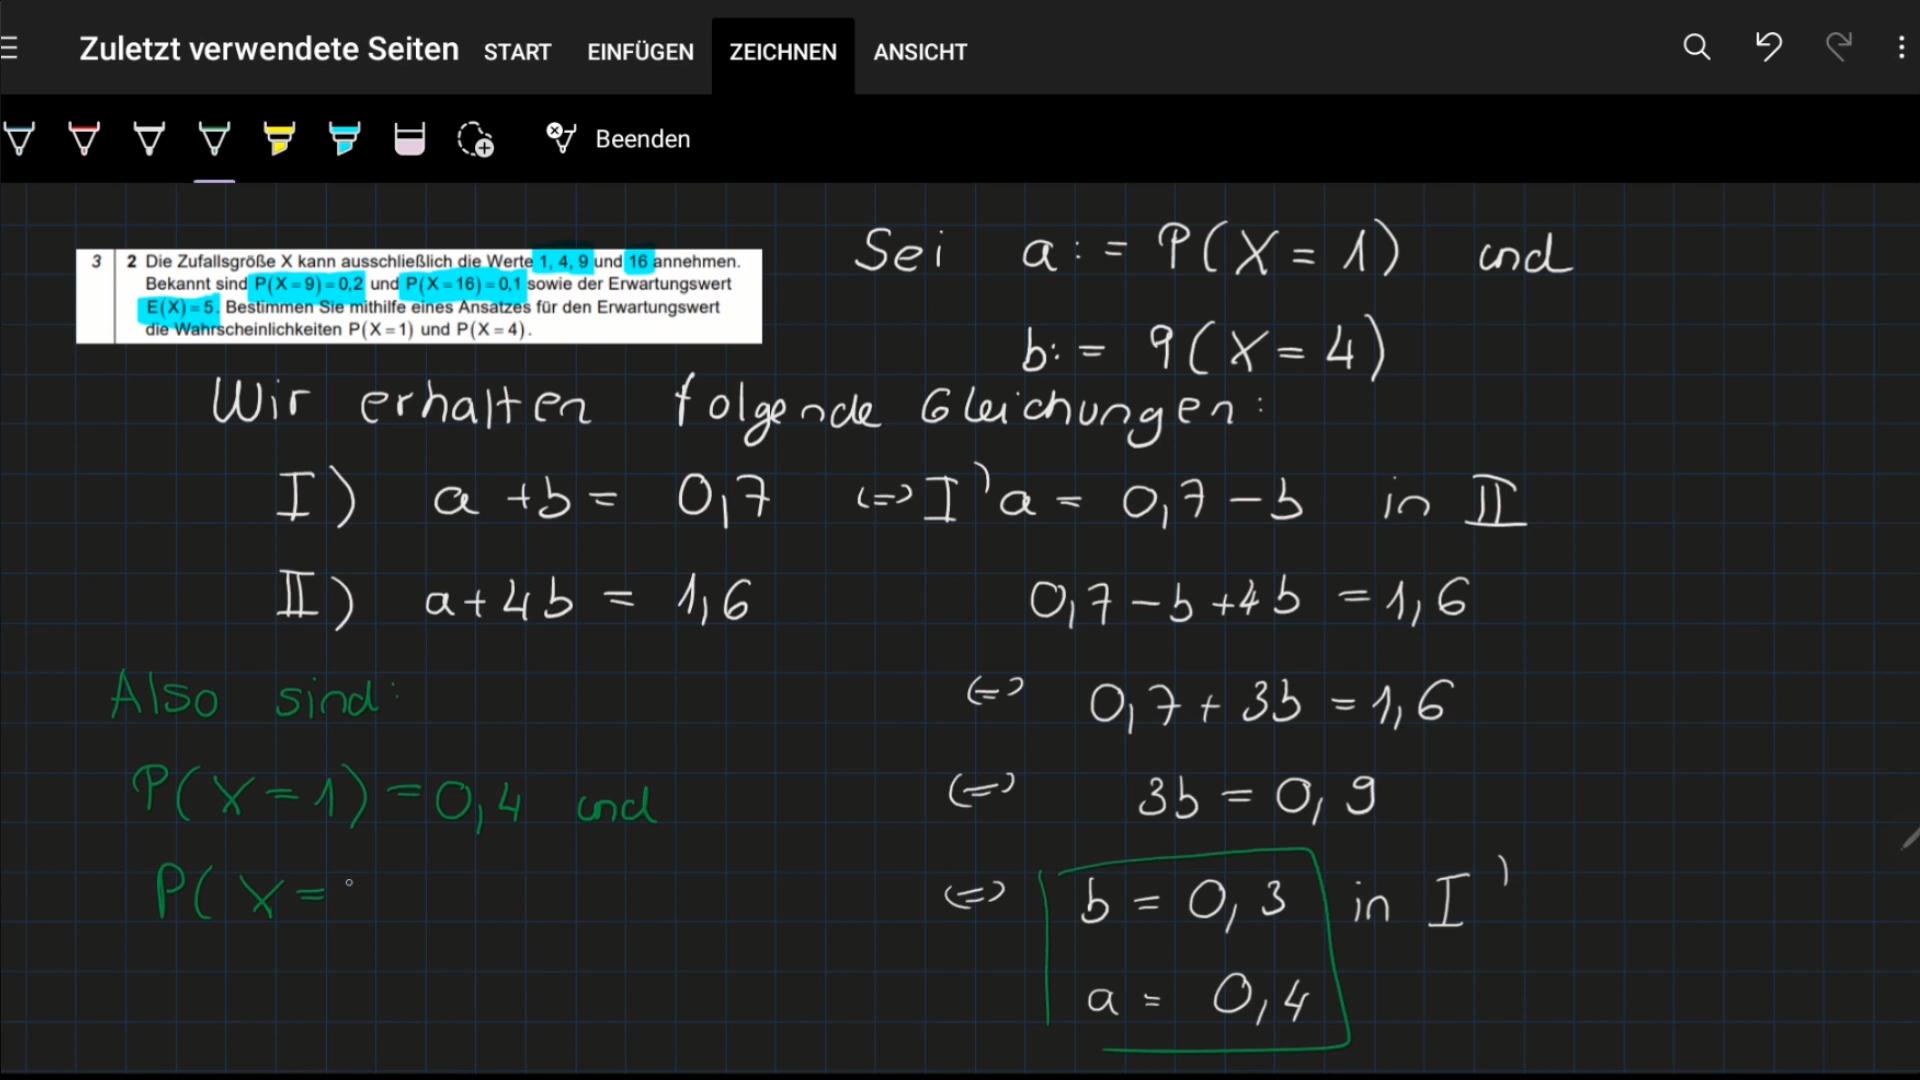 Zuletzt verwendete Seiten START EINFÜGEN ZEICHNEN ANSICHT
Beenden
3 2 Die Zufallsgröße X kann ausschließlich die Werte 1, 4, 9 und 16 annehmen.
Bekannt sind P(X=9)=0,2 und P(X=16)=0,1 sowie der Erwartungswert
E(X)=5. Bestimmen Sie mithilfe eines Ansatzes für den Erwartungswert
die Wahrscheinlichkeiten P(X=1) und P(X=4).
Sei a:= P(X=1) und
b:= P(X=4)
Wir erhalten folgende Gleichungen:
I) a+b= 0,7 <=> I' a= 0,7-b in II
II) a+4b = 1,6
0,7-b+4b =1,6
<=> 0,7+3b=1,6
<=> 3b=0,9
<=> b=0,3 in I'
a= 0,4
Also sind:
P(X=1)=0,4 und
P(X=